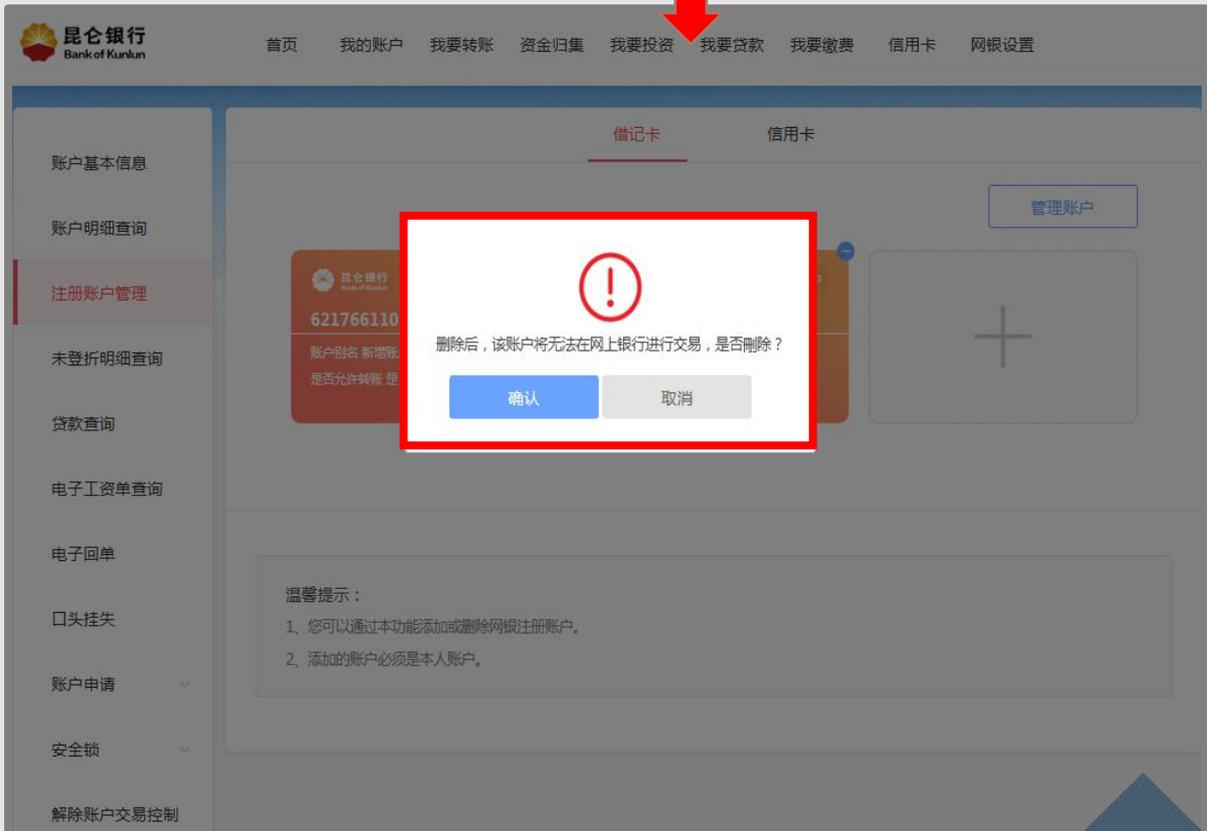 昆仑银行
Bank of Kunlun
首页 我的账户 我要转账 资金归集 我要投资 我要贷款 我要缴费 信用卡 网银设置
借记卡 信用卡
账户基本信息
管理账户
账户明细查询
注册账户管理
昆仑银行
Bank of Kunlun
621766110
账户别名 新增账
是否允许转账 是
删除后，该账户将无法在网上银行进行交易，是否删除？
确认 取消
未登折明细查询
贷款查询
电子工资单查询
电子回单
口头挂失
账户申请
安全锁
解除账户交易控制
温馨提示：
1、您可以通过本功能添加或删除网银注册账户。
2、添加的账户必须是本人账户。